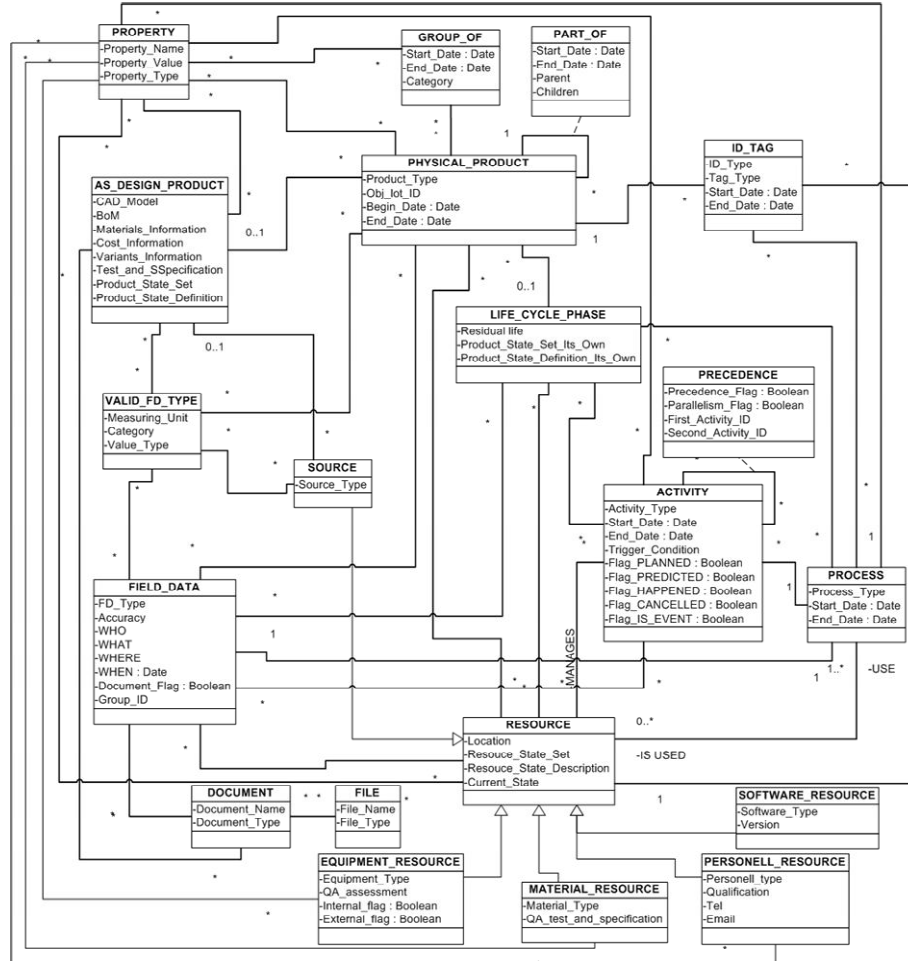 PROPERTY
-Property_Name
-Property_Value
-Property_Type
GROUP_OF
-Start_Date : Date
-End_Date : Date
-Category
PART_OF
-Start_Date : Date
-End_Date : Date
-Parent
-Children
PHYSICAL_PRODUCT
-Product_Type
-Obj_lot_ID
-Begin_Date : Date
-End_Date : Date
1
1
0..1
0..1
ID_TAG
-ID_Type
-Tag_Type
-Start_Date : Date
-End_Date : Date
AS_DESIGN_PRODUCT
-CAD_Model
-BoM
-Materials_Information
-Cost_Information
-Variants_Information
-Test_and_SSpecification
-Product_State_Set
-Product_State_Definition
0..1
LIFE_CYCLE_PHASE
-Residual life
-Product_State_Set_Its_Own
-Product_State_Definition_Its_Own
PRECEDENCE
-Precedence_Flag : Boolean
-Parallelism_Flag : Boolean
-First_Activity_ID
-Second_Activity_ID
VALID_FD_TYPE
-Measuring_Unit
-Category
-Value_Type
SOURCE
-Source_Type
ACTIVITY
-Activity_Type
-Start_Date : Date
-End_Date : Date
-Trigger_Condition
-Flag_PLANNED : Boolean
-Flag_PREDICTED : Boolean
-Flag_HAPPENED : Boolean
-Flag_CANCELLED : Boolean
-Flag_IS_EVENT : Boolean
1
1
PROCESS
-Process_Type
-Start_Date : Date
-End_Date : Date
FIELD_DATA
-FD_Type
-Accuracy
-WHO
-WHAT
-WHERE
-WHEN : Date
-Document_Flag : Boolean
-Group_ID
1
-MANAGES
1
1..*
-USE
0..*
-IS USED
RESOURCE
-Location
-Resouce_State_Set
-Resouce_State_Description
-Current_State
1
DOCUMENT
-Document_Name
-Document_Type
FILE
-File_Name
-File_Type
SOFTWARE_RESOURCE
-Software_Type
-Version
EQUIPMENT_RESOURCE
-Equipment_Type
-QA_assessment
-Internal_flag : Boolean
-External_flag : Boolean
MATERIAL_RESOURCE
-Material_Type
-QA_test_and_specification
PERSONELL_RESOURCE
-Personell_type
-Qualification
-Tel
-Email